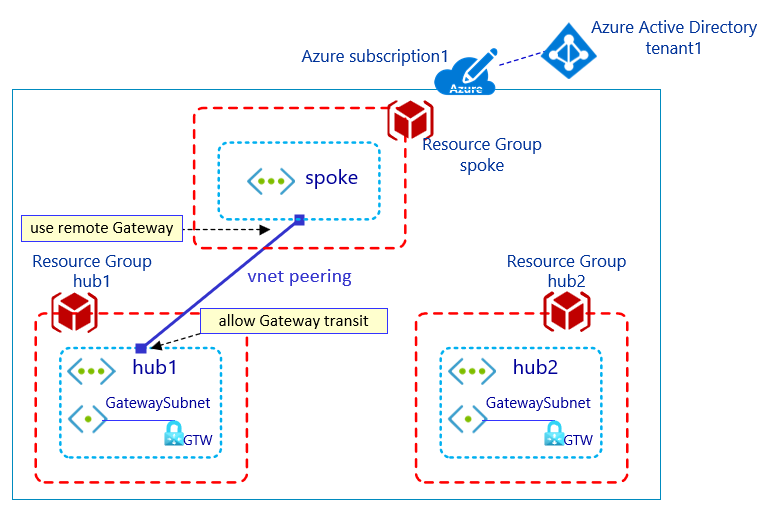 Azure Active Directory
tenant1
Azure subscription1
Azure
Resource Group
spoke
spoke
use remote Gateway
vnet peering
Resource Group
hub1
Resource Group
hub2
allow Gateway transit
hub1
GatewaySubnet
GTW
hub2
GatewaySubnet
GTW